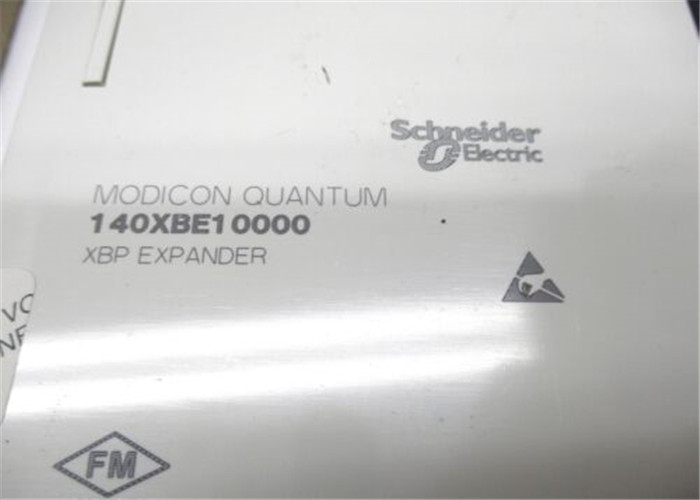 Schneider
Electric
MODICON QUANTUM
140XBE10000
XBP EXPANDER
FM